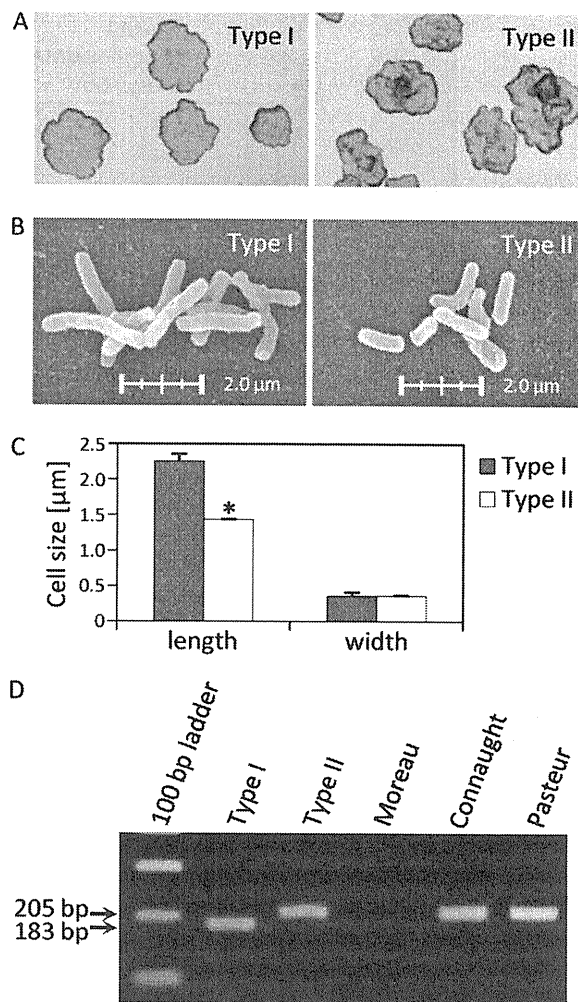 A
Type I
Type II
B
Type I
Type II
2.0 µm
2.0 µm
C
Cell size [µm]
2.5
2.0
1.5
1.0
0.5
0
*
length
width
Type I
Type II
D
100 bp ladder
Type I
Type II
Moreau
Connaught
Pasteur
205 bp
183 bp